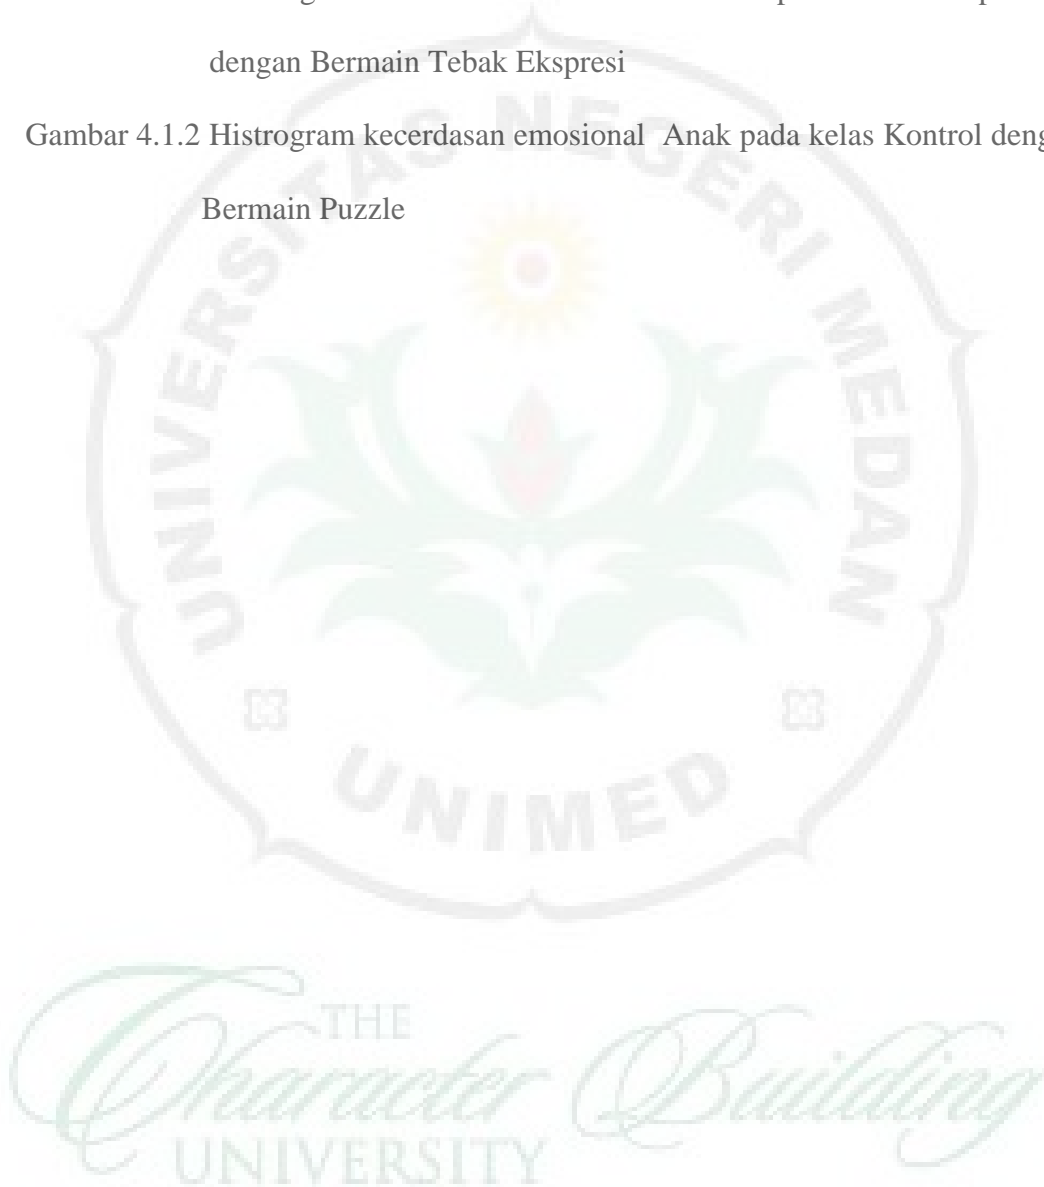 dengan Bermain Tebak Ekspresi
Gambar 4.1.2 Histrogram kecerdasan emosional Anak pada kelas Kontrol
Bermain Puzzle
UNIVERSITAS NEGERI MEDAN
UNIMED
THE
Character Building
UNIVERSITY